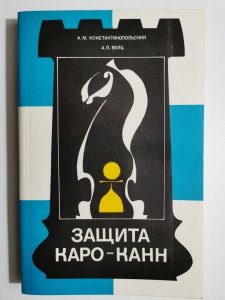 А. М. КОНСТАНТИНОПОЛЬСКИЙ
А. П. ВЕЙЦ
ЗАЩИТА
КАРО-КАНН